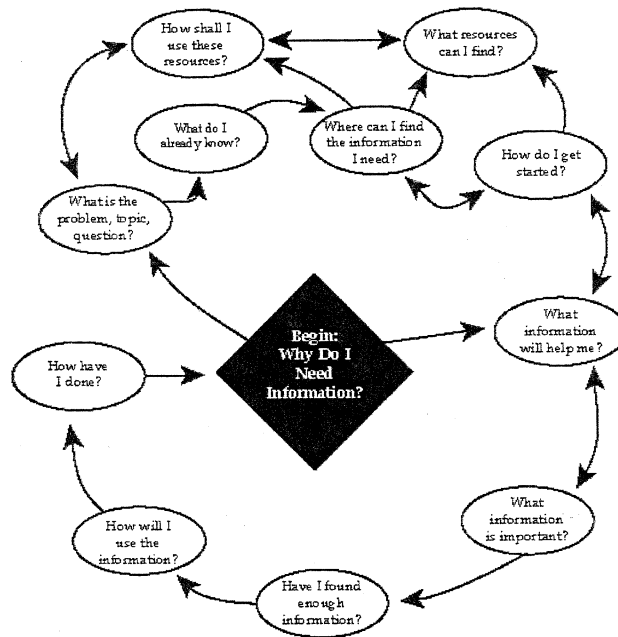 How shall I
use these
resources?
What resources
can I find?
What do I
already know?
Where can I find
the information
I need?
How do I get
started?
What is the
problem, topic,
question?
Begin:
Why Do I
Need
Information?
What
information
will help me?
How have
I done?
What
information
is important?
How will I
use the
information?
Have I found
enough
information?